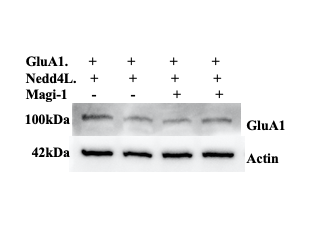 GluA1. + + + +
Nedd4L. + + + +
Magi-1 - - + +
100kDa GluA1
42kDa Actin